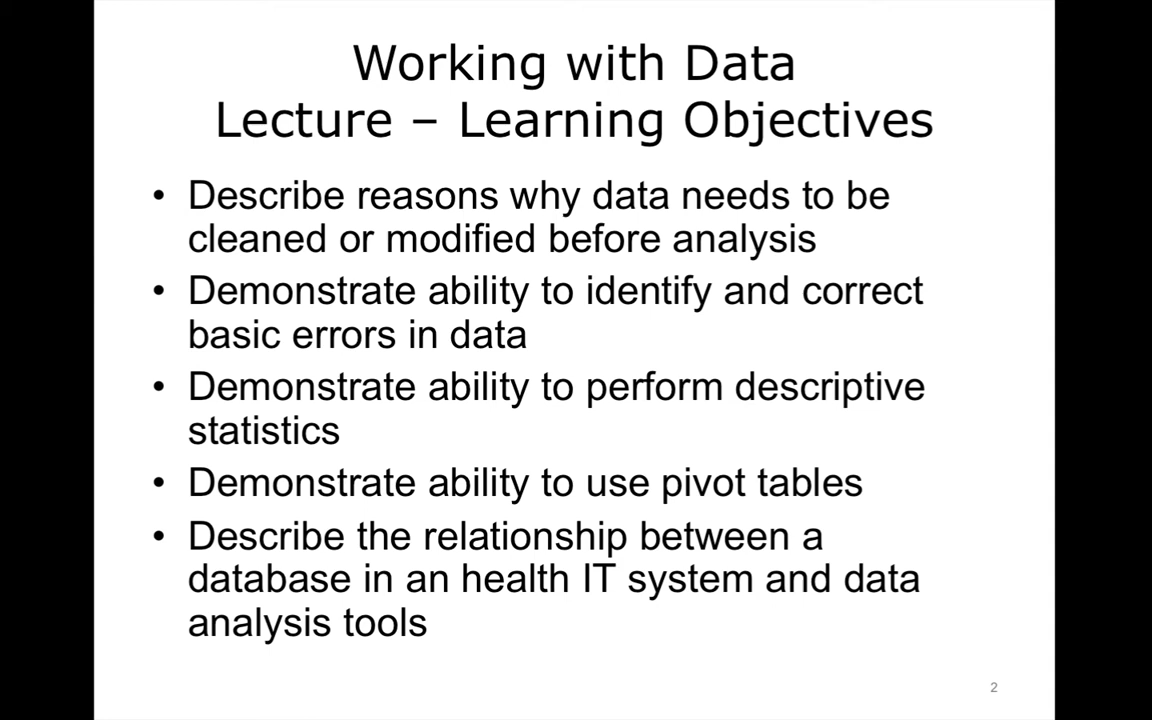 Working with Data
Lecture – Learning Objectives
• Describe reasons why data needs to be
cleaned or modified before analysis
• Demonstrate ability to identify and correct
basic errors in data
• Demonstrate ability to perform descriptive
statistics
• Demonstrate ability to use pivot tables
• Describe the relationship between a
database in an health IT system and data
analysis tools
2